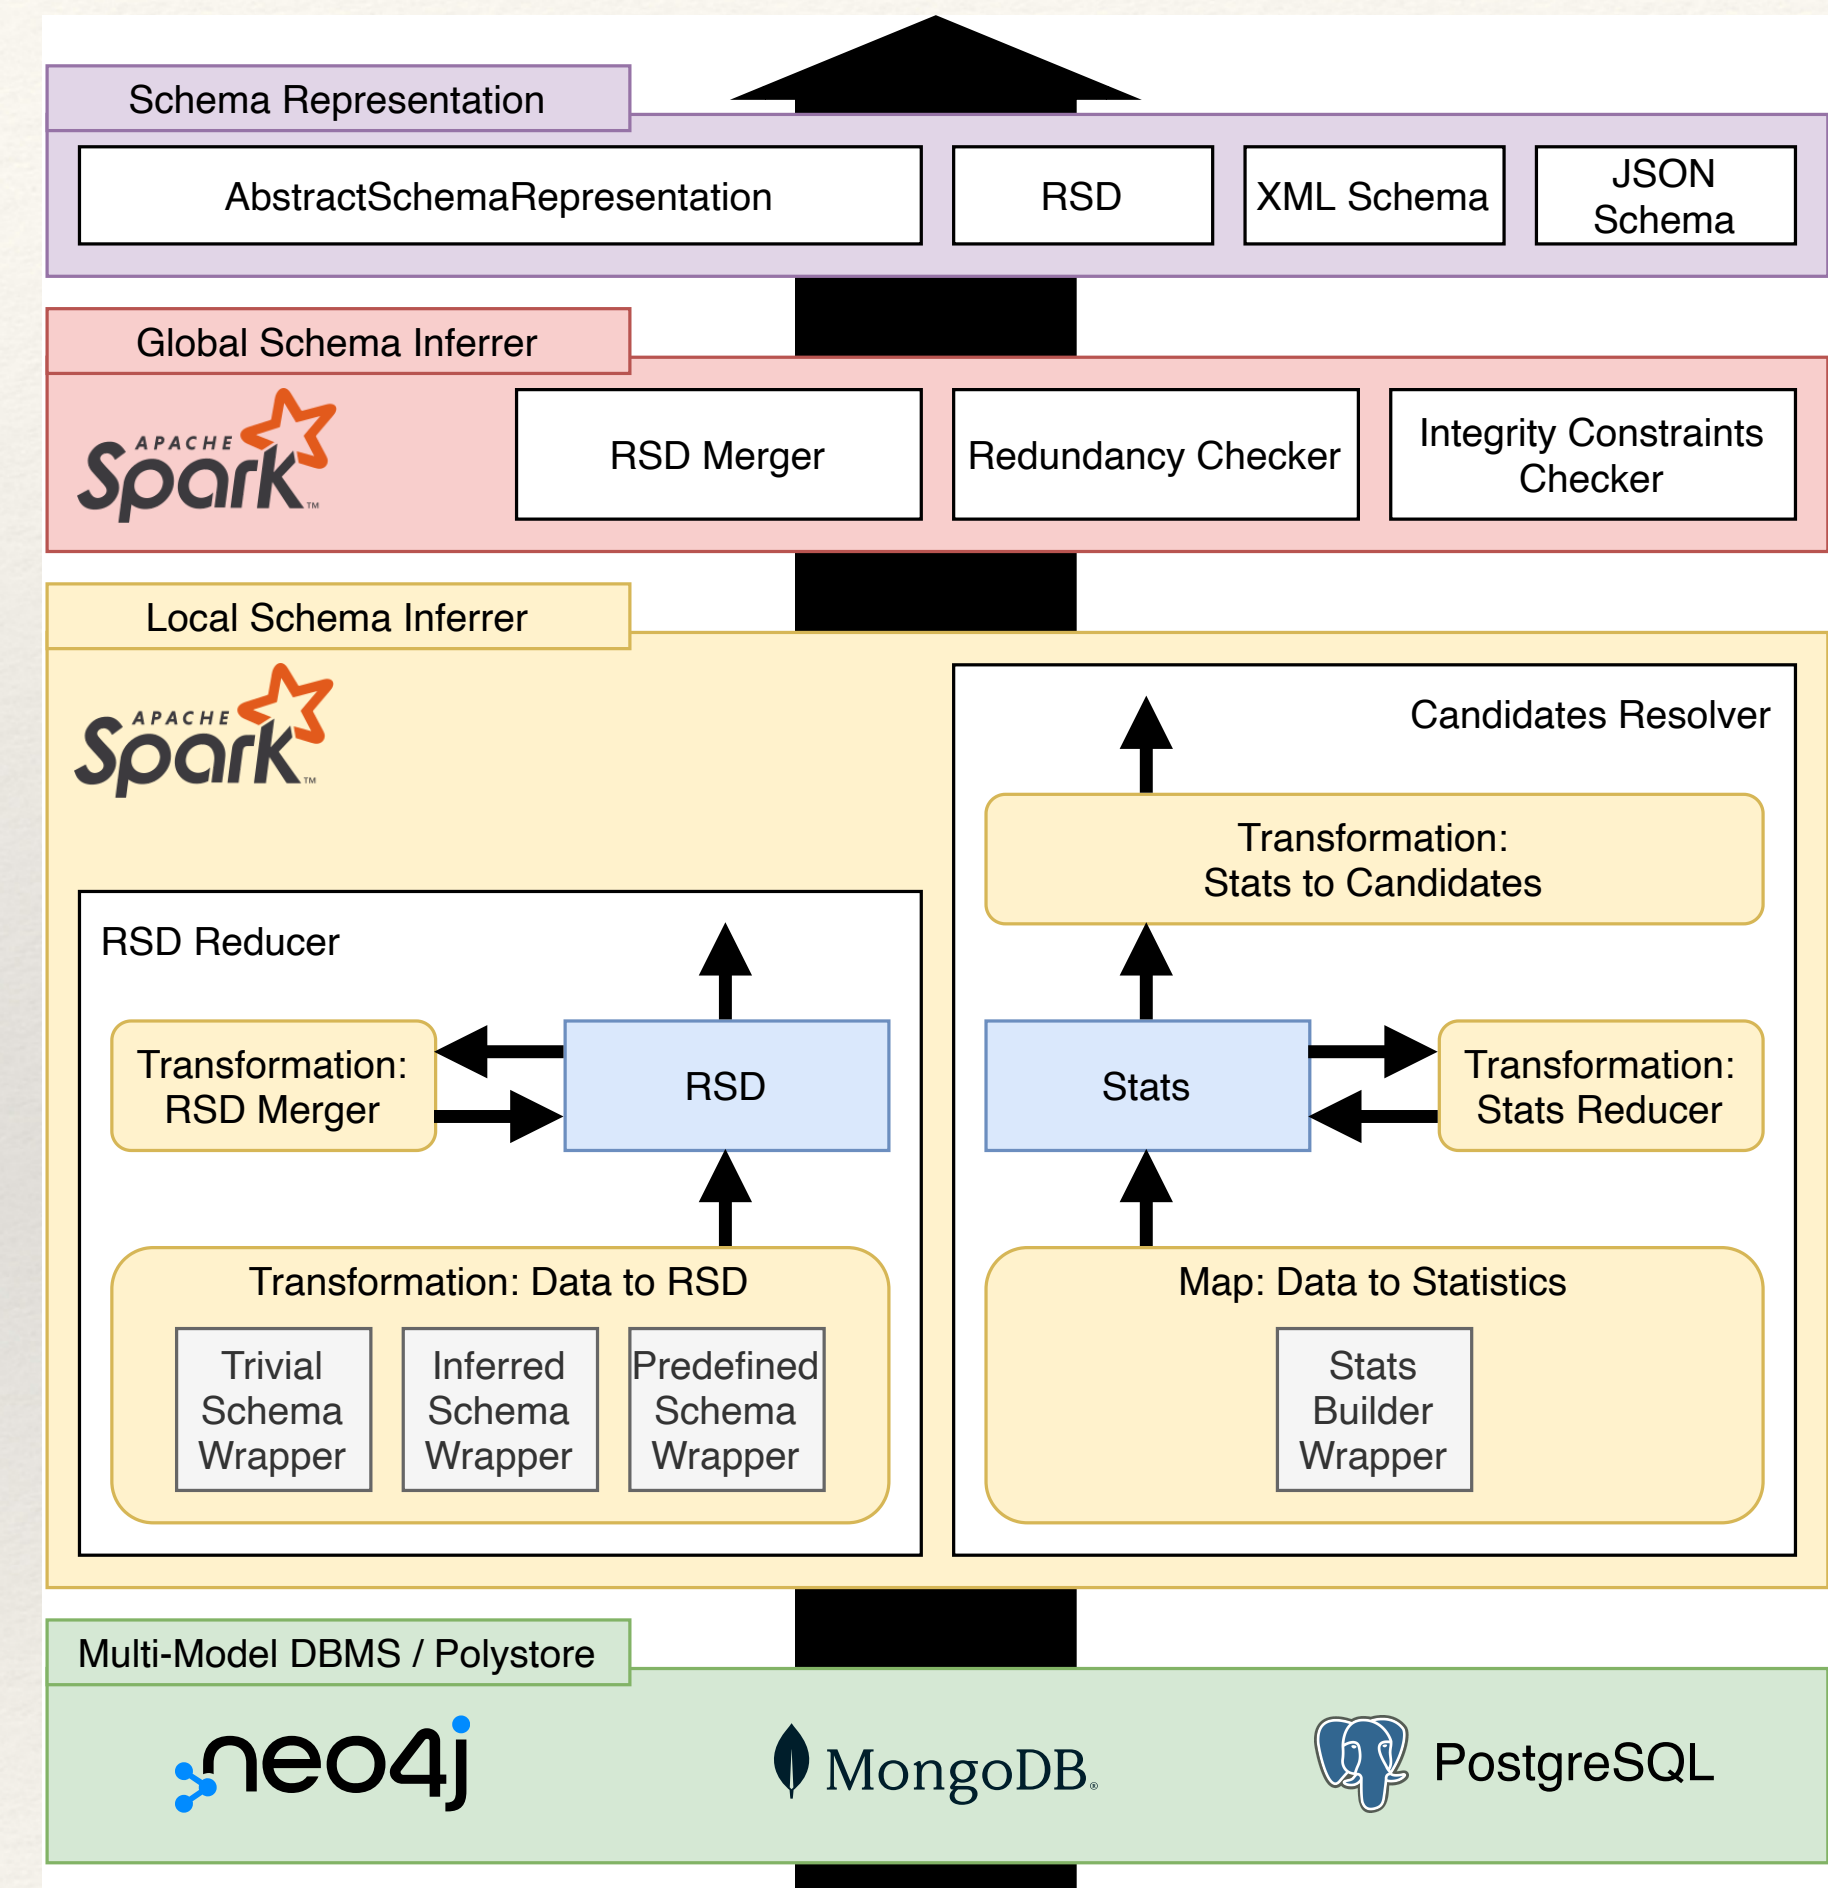 Schema Representation
AbstractSchemaRepresentation
RSD
XML Schema
JSON
Schema
Global Schema Inferrer
APACHE
Spark™
RSD Merger
Redundancy Checker
Integrity Constraints
Checker
Local Schema Inferrer
APACHE
Spark™
RSD Reducer
Transformation:
RSD Merger
RSD
Transformation: Data to RSD
Trivial
Schema
Wrapper
Inferred
Schema
Wrapper
Predefined
Schema
Wrapper
Candidates Resolver
Transformation:
Stats to Candidates
Stats
Transformation:
Stats Reducer
Map: Data to Statistics
Stats
Builder
Wrapper
Multi-Model DBMS / Polystore
neo4j
MongoDB®
PostgreSQL